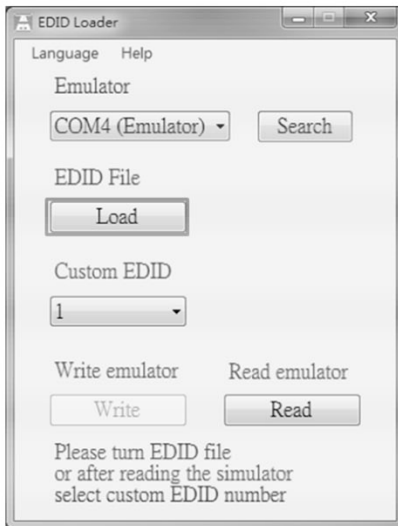 EDID Loader
Language Help
Emulator
COM4 (Emulator) Search
EDID File
Load
Custom EDID
1
Write emulator Read emulator
Write Read
Please turn EDID file
or after reading the simulator
select custom EDID number